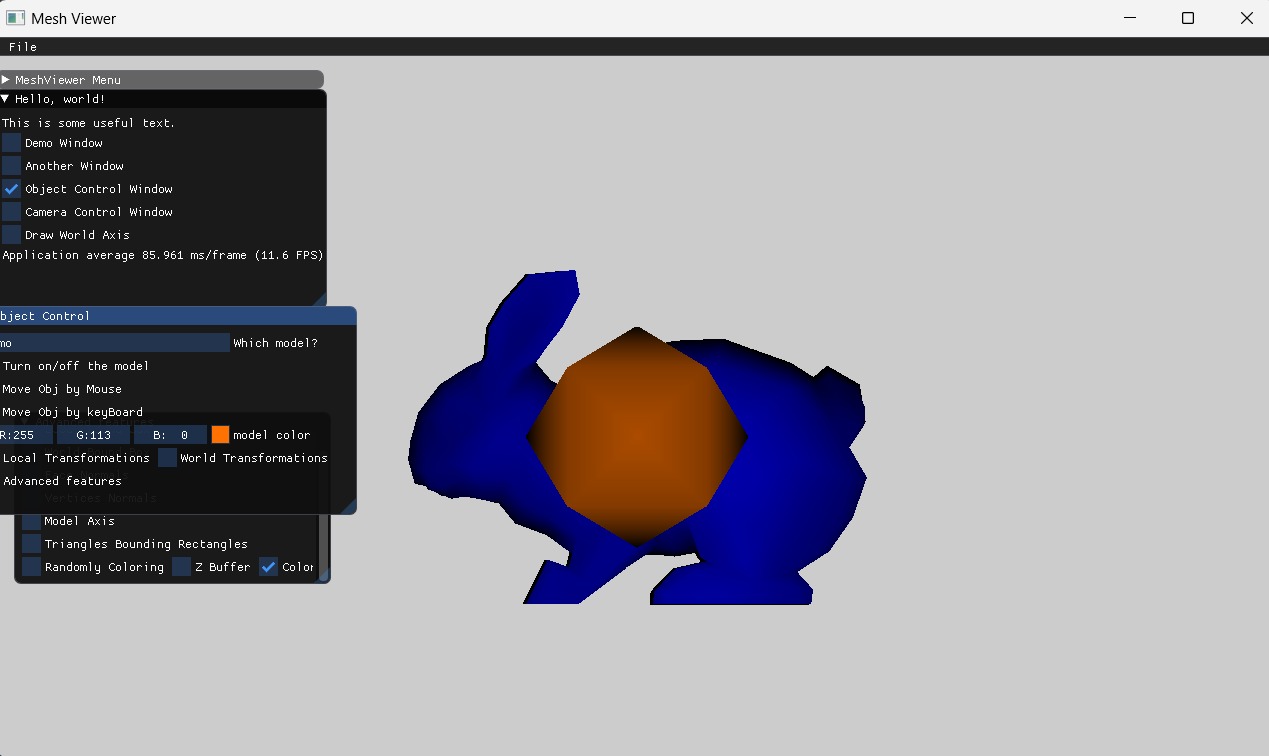 Mesh Viewer
File
MeshViewer Menu
Hello, world!
This is some useful text.
Demo Window
Another Window
Object Control Window
Camera Control Window
Draw World Axis
Application average 85.961 ms/frame (11.6 FPS)
bject Control
mo Which model?
Turn on/off the model
Move Obj by Mouse
Move Obj by keyBoard
R:255 G:113 B: 0 model color
Local Transformations World Transformations
Advanced features
Vertices Normals
Model Axis
Triangles Bounding Rectangles
Randomly Coloring Z Buffer Color